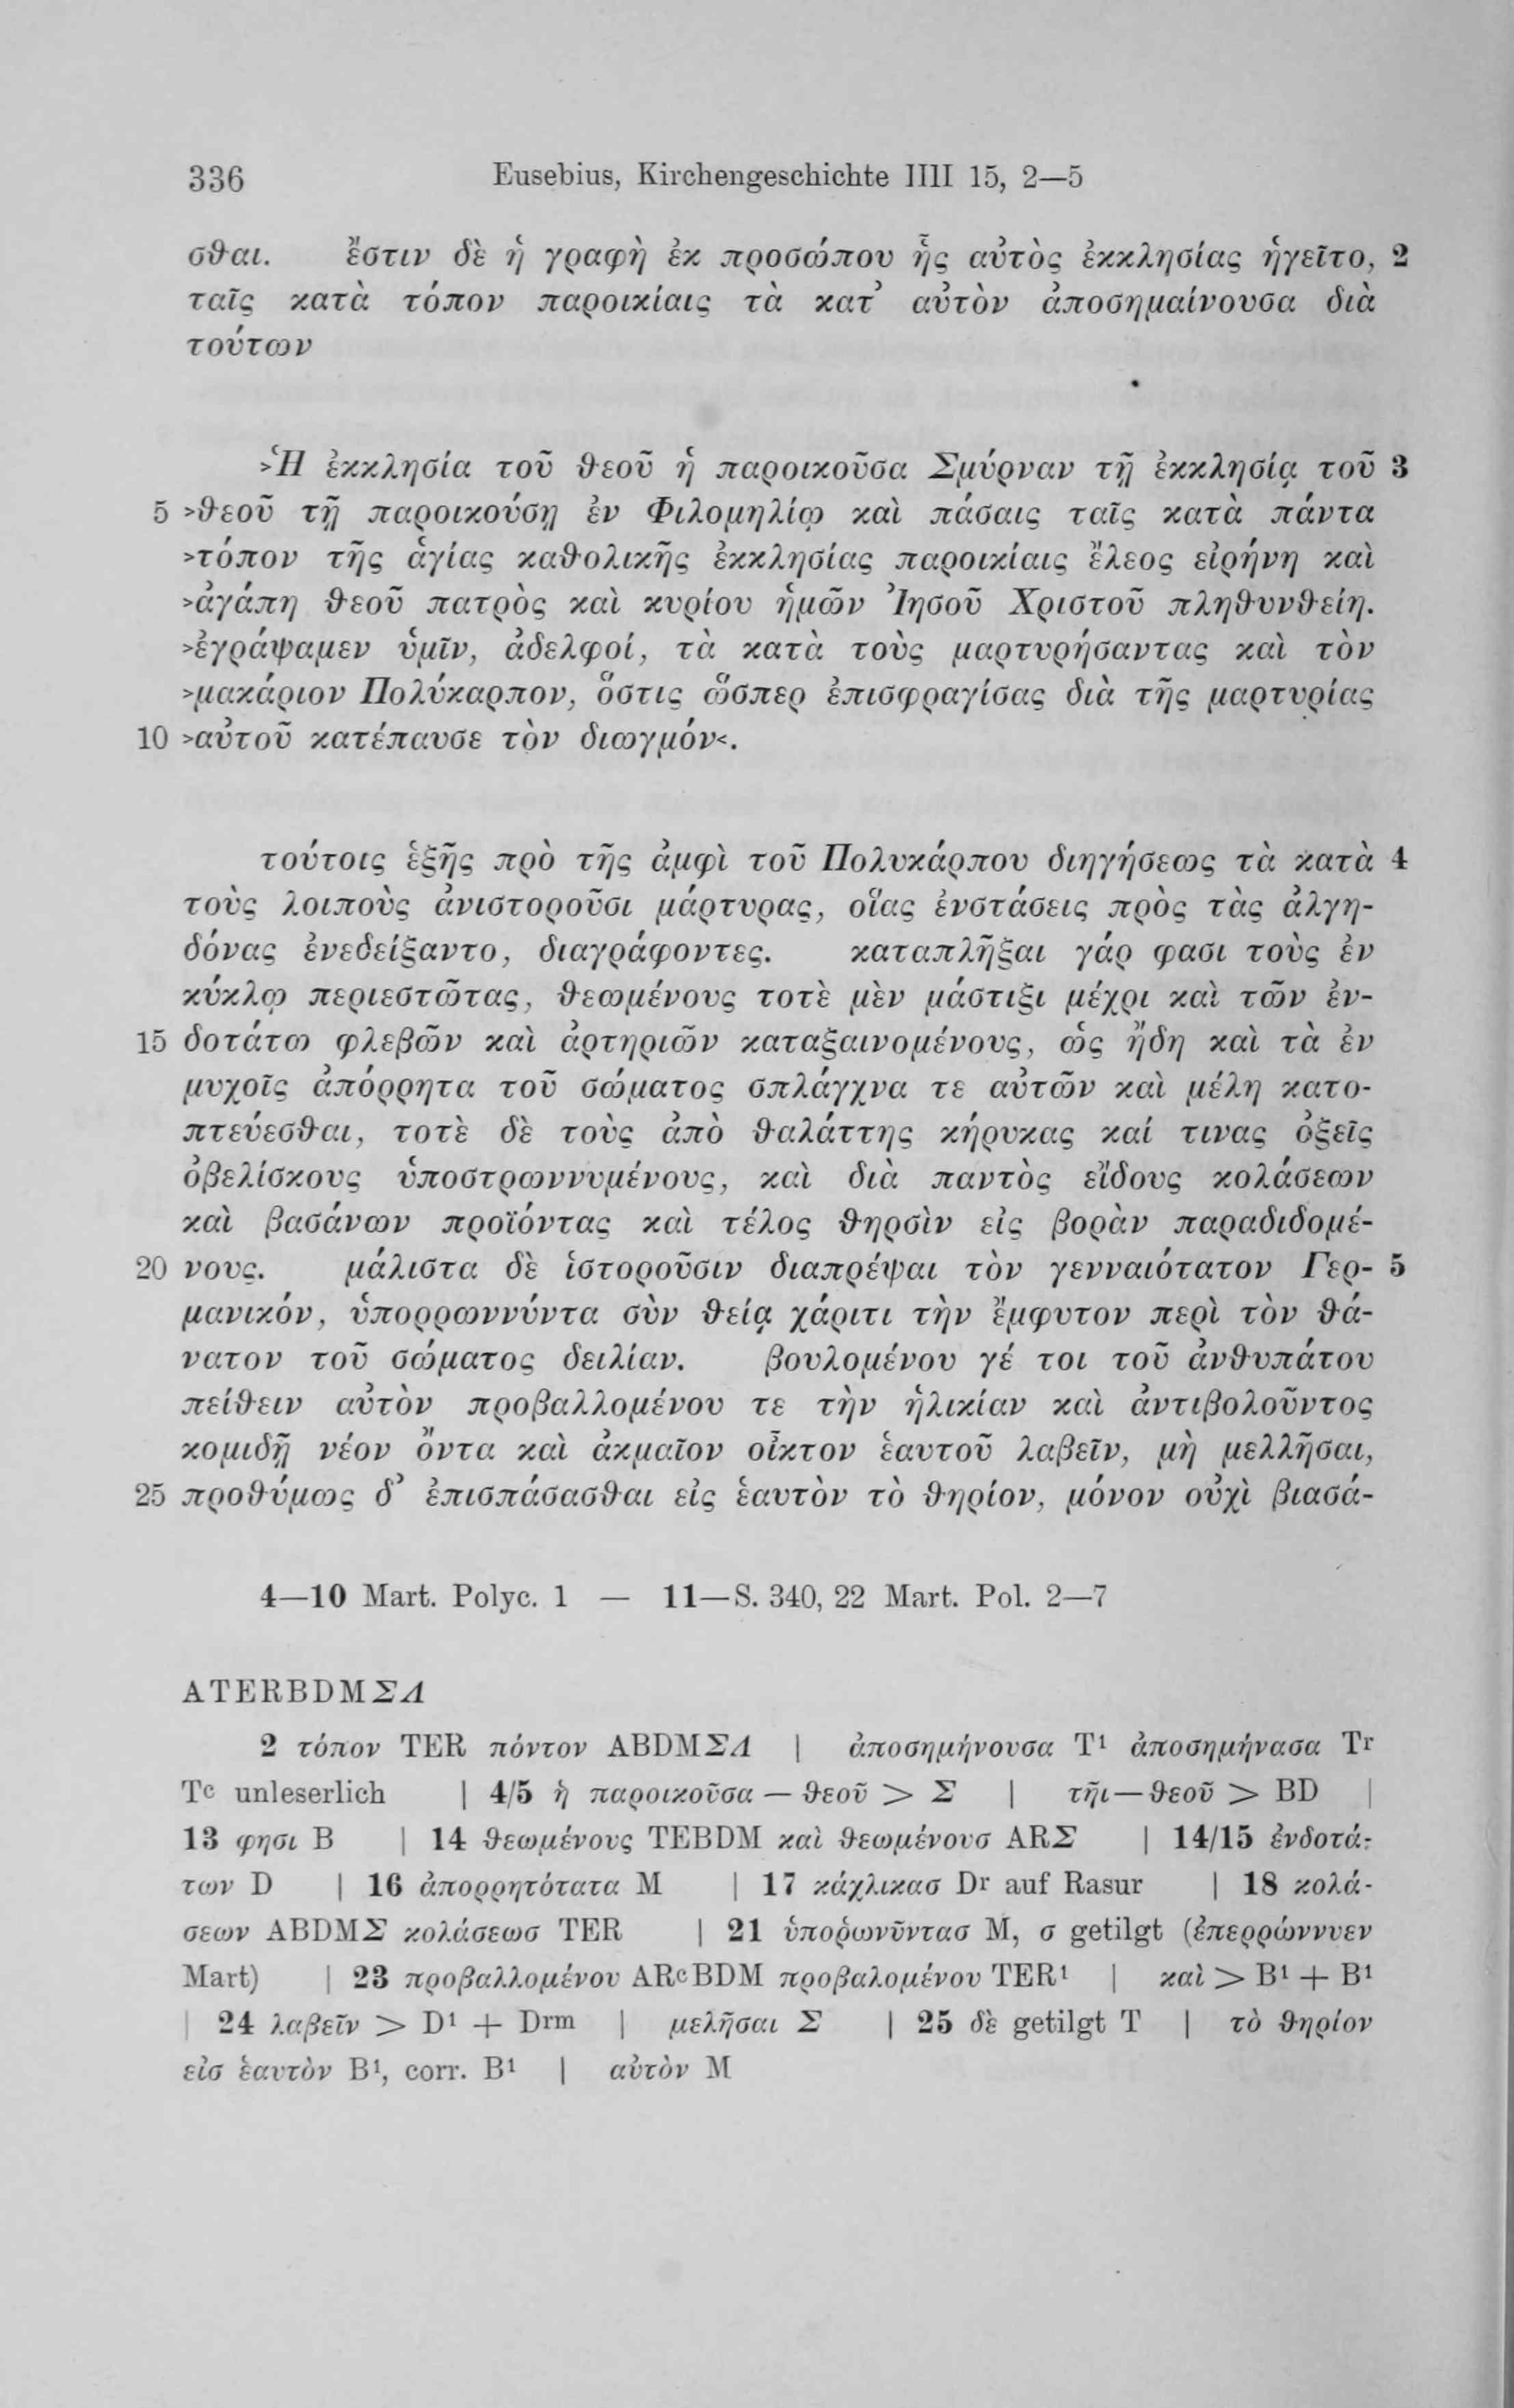 336 Eusebius, Kirchengeschichte IIII 15, 2—5
σθαι. ἔστιν δὲ ἡ γραφὴ ἐκ προσώπου ἧς αὐτὸς ἐκκλησίας ἡγεῖτο, 2
ταῖς κατὰ τόπον παροικίαις τὰ κατ᾽ αὐτὸν ἀποσημαίνουσα διὰ
τούτων
>Ἡ ἐκκλησία τοῦ θεοῦ ἡ παροικοῦσα Σμύρναν τῇ ἐκκλησίᾳ τοῦ 3
5 >θεοῦ τῇ παροικούσῃ ἐν Φιλομηλίῳ καὶ πάσαις ταῖς κατὰ πάντα
>τόπον τῆς ἁγίας καθολικῆς ἐκκλησίας παροικίαις ἔλεος εἰρήνη καὶ
>ἀγάπη θεοῦ πατρὸς καὶ κυρίου ἡμῶν Ἰησοῦ Χριστοῦ πληθυνθείη.
>ἐγράψαμεν ὑμῖν, ἀδελφοί, τὰ κατὰ τοὺς μαρτυρήσαντας καὶ τὸν
>μακάριον Πολύκαρπον, ὅστις ὥσπερ ἐπισφραγίσας διὰ τῆς μαρτυρίας
10 >αὐτοῦ κατέπαυσε τὸν διωγμόν<.
τούτοις ἑξῆς πρὸ τῆς ἀμφὶ τοῦ Πολυκάρπου διηγήσεως τὰ κατὰ 4
τοὺς λοιποὺς ἀνιστοροῦσι μάρτυρας, οἵας ἐνστάσεις πρὸς τὰς ἀλγη-
δόνας ἐνεδείξαντο, διαγράφοντες. καταπλῆξαι γάρ φασι τοὺς ἐν
κύκλῳ περιεστῶτας, θεωμένους τοτὲ μὲν μάστιξι μέχρι καὶ τῶν ἐν-
15 δοτάτω φλεβῶν καὶ ἀρτηριῶν καταξαινομένους, ὡς ἤδη καὶ τὰ ἐν
μυχοῖς ἀπόρρητα τοῦ σώματος σπλάγχνα τε αὐτῶν καὶ μέλη κατο-
πτεύεσθαι, τοτὲ δὲ τοὺς ἀπὸ θαλάττης κήρυκας καί τινας ὀξεῖς
ὀβελίσκους ὑποστρωννυμένους, καὶ διὰ παντὸς εἴδους κολάσεων
καὶ βασάνων προϊόντας καὶ τέλος θηρσὶν εἰς βορὰν παραδιδομέ-
20 νους. μάλιστα δὲ ἱστοροῦσιν διαπρέψαι τὸν γενναιότατον Γερ- 5
μανικόν, ὑπορρωννύντα σὺν θείᾳ χάριτι τὴν ἔμφυτον περὶ τὸν θά-
νατον τοῦ σώματος δειλίαν. βουλομένου γέ τοι τοῦ ἀνθυπάτου
πείθειν αὐτὸν προβαλλομένου τε τὴν ἡλικίαν καὶ ἀντιβολοῦντος
κομιδῇ νέον ὄντα καὶ ἀκμαῖον οἶκτον ἑαυτοῦ λαβεῖν, μὴ μελλῆσαι,
25 προθύμως δ᾽ ἐπισπάσασθαι εἰς ἑαυτὸν τὸ θηρίον, μόνον οὐχὶ βιασά-
4—10 Mart. Polyc. 1 — 11—S. 340, 22 Mart. Pol. 2—7
ATERBDMΣΛ
2 τόπον TER πόντον ABDMΣΛ | ἀποσημήνουσα T¹ ἀποσημήνασα Tʳ
Tᶜ unleserlich | 4/5 ἡ παροικοῦσα — θεοῦ > Σ | τῆι—θεοῦ > BD |
13 φησι B | 14 θεωμένους TEBDM καὶ θεωμένουσ ARΣ | 14/15 ἐνδοτά-
των D | 16 ἀπορρητότατα M | 17 κάχλικασ Dʳ auf Rasur | 18 κολά-
σεων ABDMΣ κολάσεωσ TER | 21 ὑποῤωνῦντασ M, σ getilgt (ἐπερρώννυεν
Mart) | 23 προβαλλομένου ARᶜBDM προβαλομένου TER¹ | καὶ > B¹ + B¹
| 24 λαβεῖν > D¹ + Dʳᵐ | μελῆσαι Σ | 25 δὲ getilgt T | τὸ θηρίον
εἰσ ἑαυτὸν B¹, corr. B¹ | αὐτὸν M